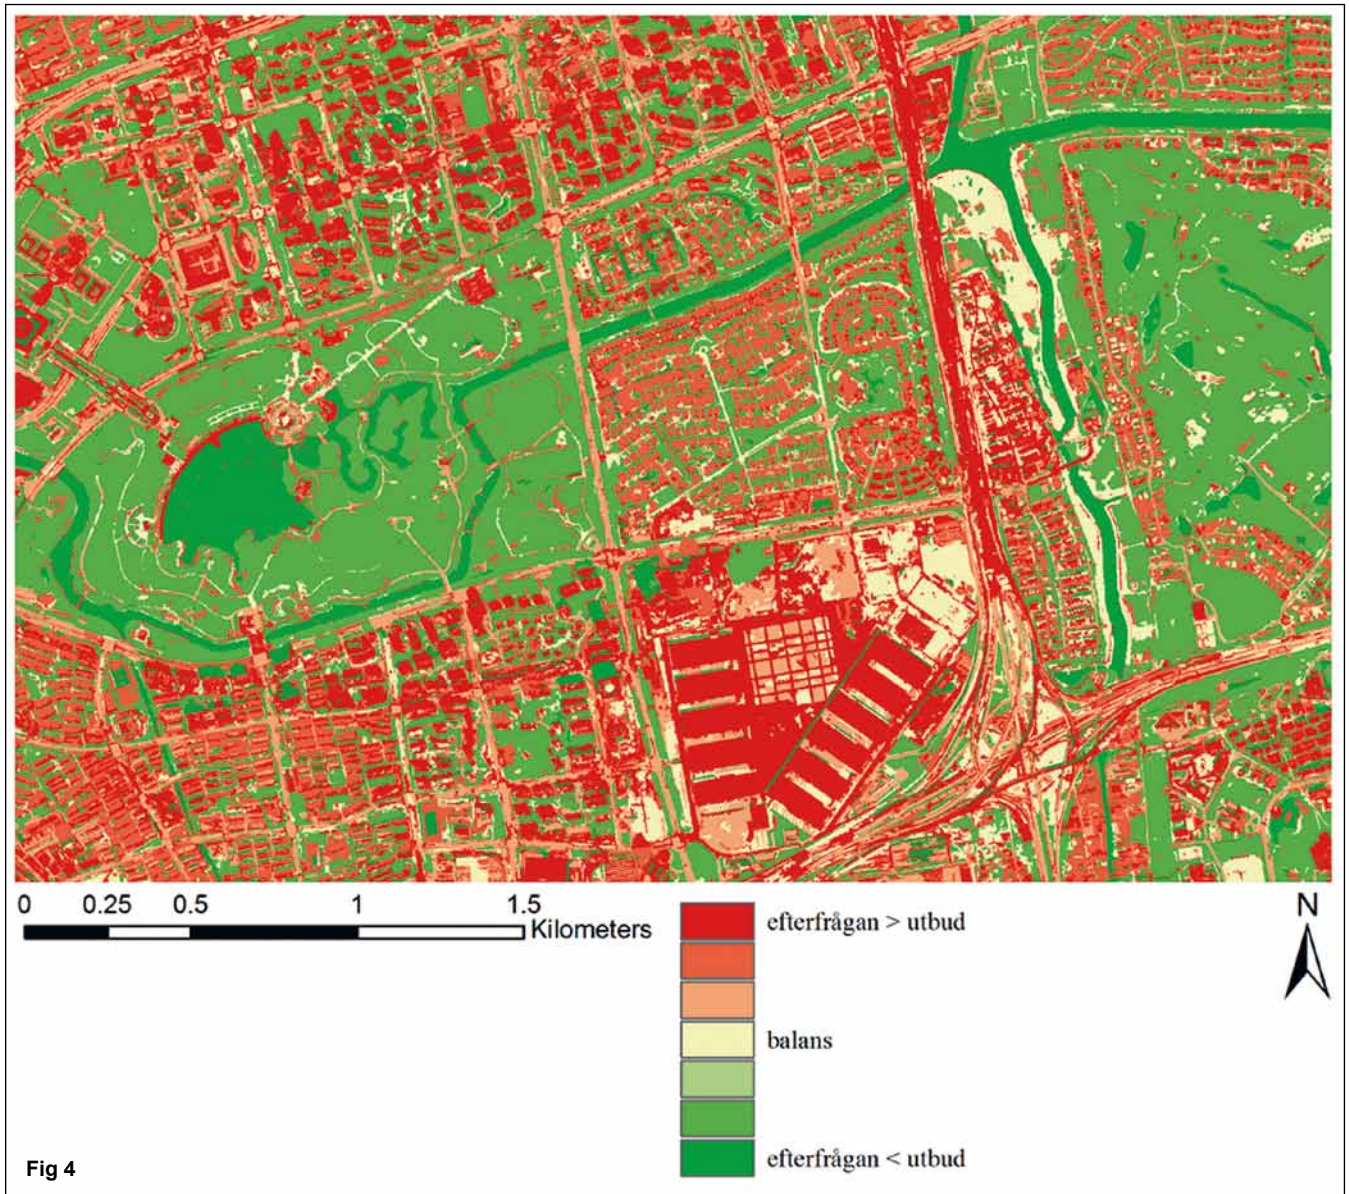 0 0.25 0.5 1 1.5
Kilometers
efterfrågan > utbud
balans
efterfrågan < utbud
N
Fig 4